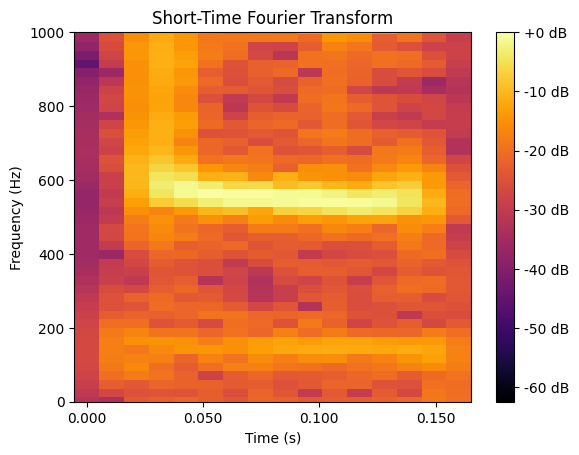 Short-Time Fourier Transform
1000
800
600
400
200
0
Frequency (Hz)
0.000
0.050
0.100
0.150
Time (s)
+0 dB
-10 dB
-20 dB
-30 dB
-40 dB
-50 dB
-60 dB